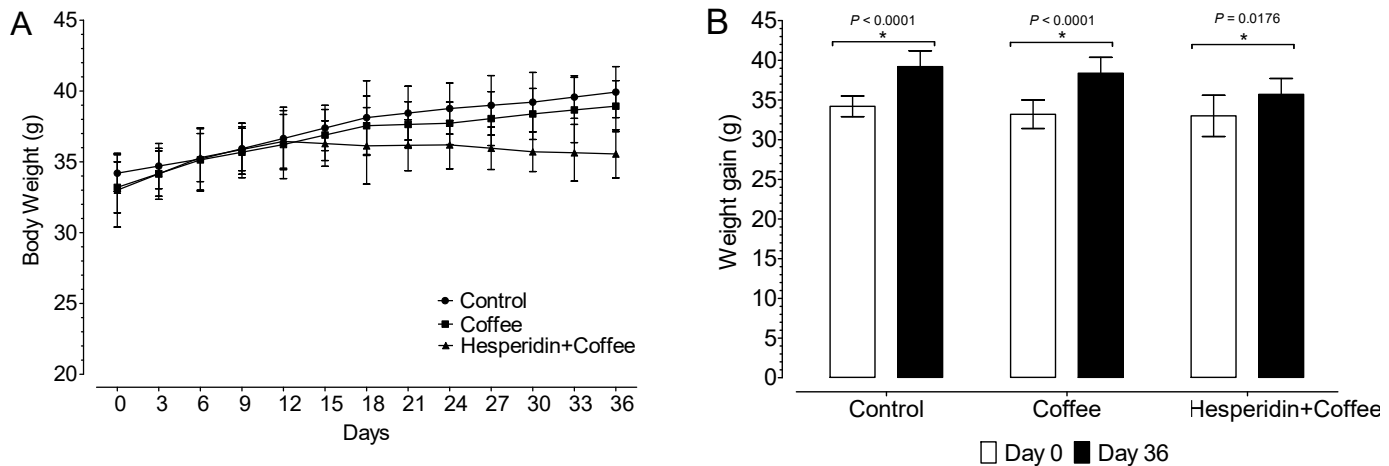 A
45
40
35
30
25
20
Body Weight (g)
Control
Coffee
Hesperidin+Coffee
0 3 6 9 12 15 18 21 24 27 30 33 36
Days
B
45
40
35
30
25
20
15
10
5
0
Weight gain (g)
P < 0.0001
*
P < 0.0001
*
P = 0.0176
*
Control Coffee Hesperidin+Coffee
Day 0 Day 36